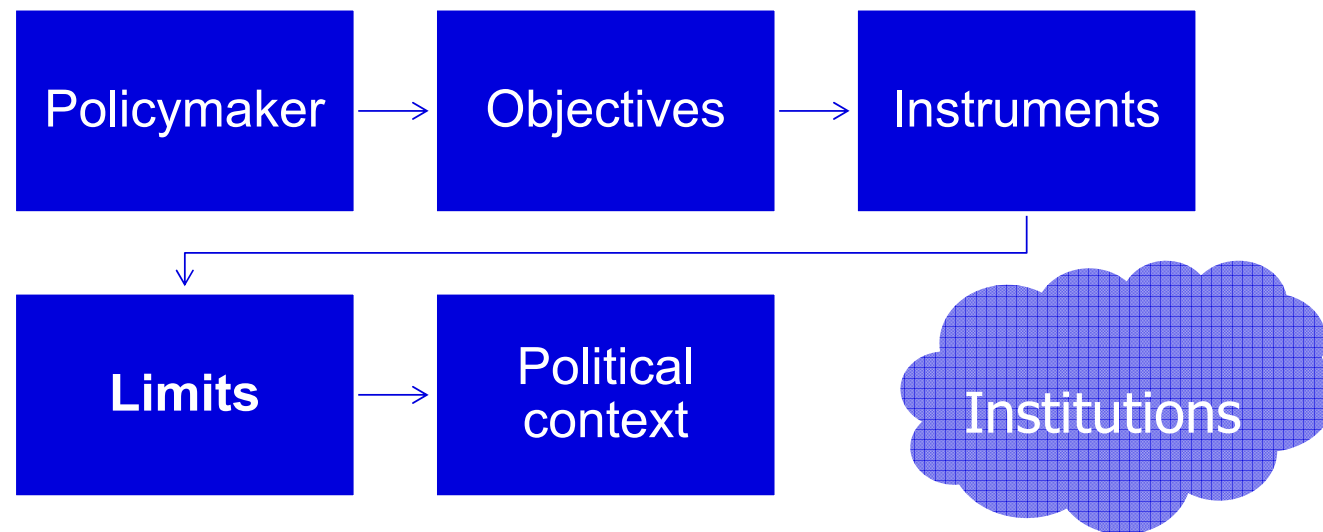 Policymaker
Objectives
Instruments
Limits
Political
context
Institutions